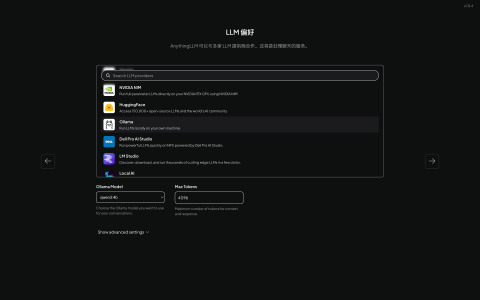 LLM 偏好
AnythingLLM 可以与多家 LLM 提供商合作。这将是处理聊天的服务。
Search LLM providers
NVIDIA NIM
Run full parameter LLMs directly on your NVIDIA RTX GPU using NVIDIA NIM.
HuggingFace
Access 150,000+ open-source LLMs and the world's AI community
Ollama
Run LLMs locally on your own machine.
Dell Pro AI Studio
Run powerful LLMs quickly on NPU powered by Dell Pro AI Studio.
LM Studio
Discover, download, and run thousands of cutting edge LLMs in a few clicks.
Local AI
Ollama Model
Max Tokens
4096
Choose the Ollama model you want to use
for your conversations.
Maximum number of tokens for context
and response.
Show advanced settings